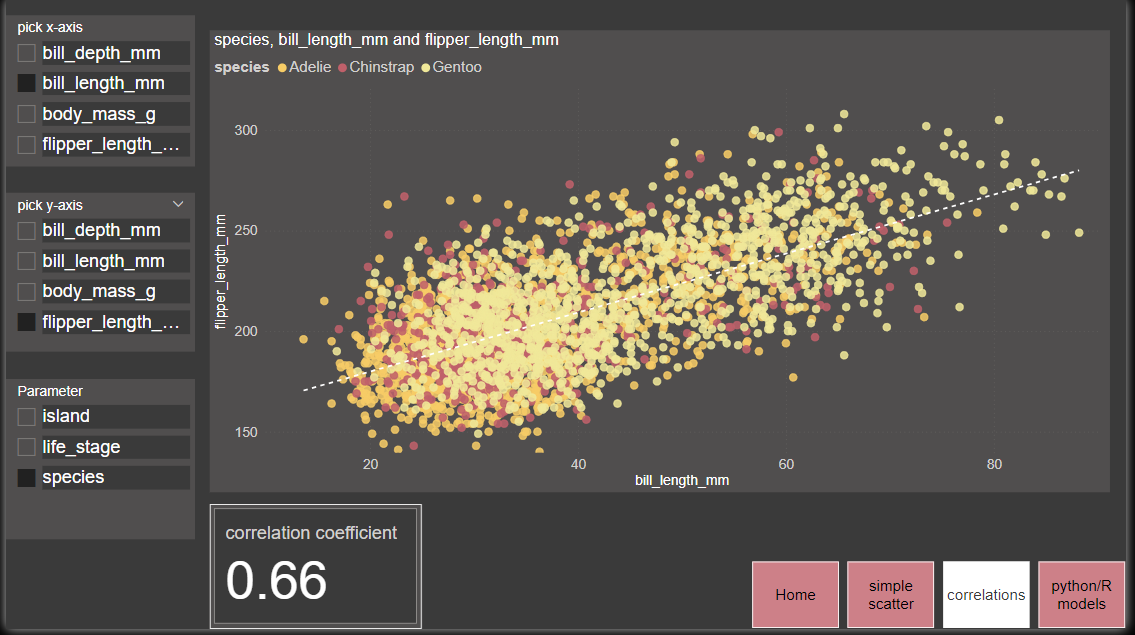 pick x-axis
bill_depth_mm
bill_length_mm
body_mass_g
flipper_length_...
pick y-axis
bill_depth_mm
bill_length_mm
body_mass_g
flipper_length_...
Parameter
island
life_stage
species
species, bill_length_mm and flipper_length_mm
species Adelie Chinstrap Gentoo
flipper_length_mm
300
250
200
150
20 40 60 80
bill_length_mm
correlation coefficient
0.66
Home
simple
scatter
correlations
python/R
models